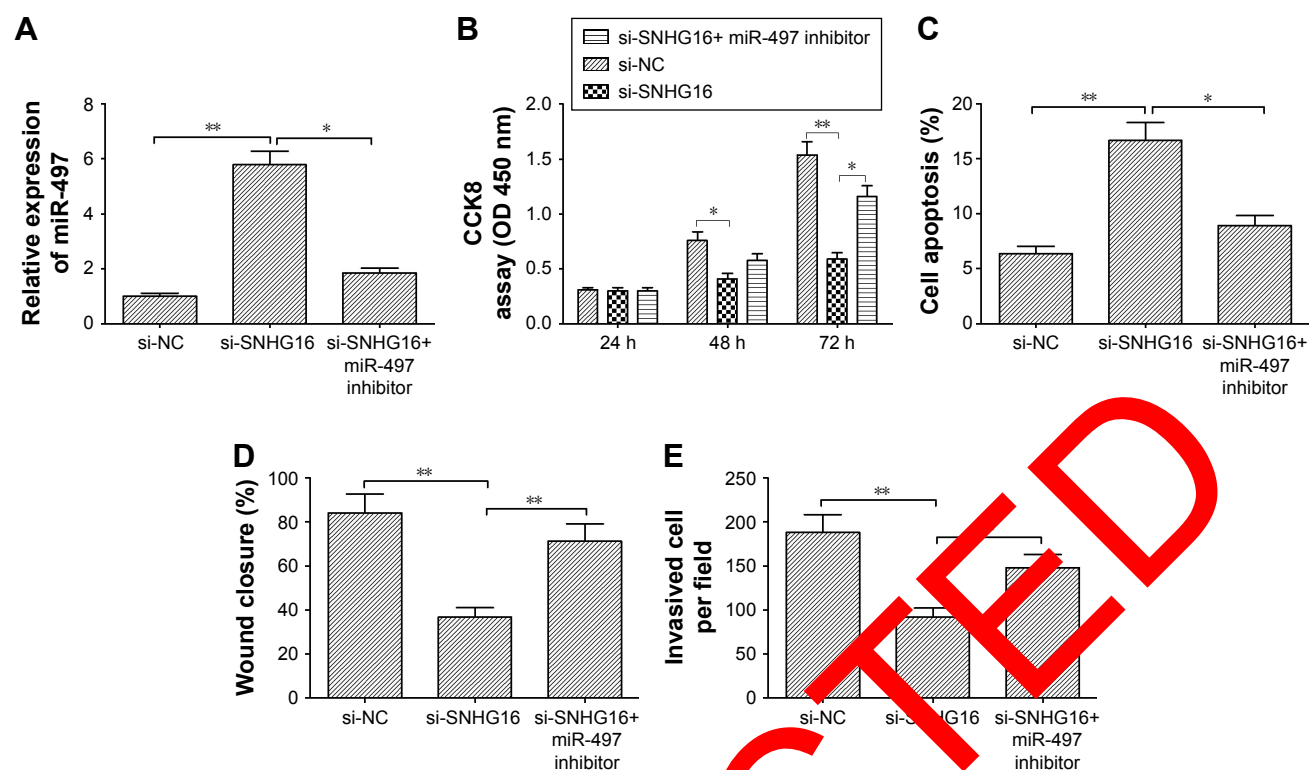 A
Relative expression
of miR-497
8
6
4
2
0
**
*
si-NC
si-SNHG16
si-SNHG16+
miR-497
inhibitor
B
si-SNHG16+ miR-497 inhibitor
si-NC
si-SNHG16
CCK8
assay (OD 450 nm)
2.0
1.5
1.0
0.5
0.0
*
**
*
24 h
48 h
72 h
C
Cell apoptosis (%)
20
15
10
5
0
**
*
si-NC
si-SNHG16
si-SNHG16+
miR-497
inhibitor
D
Wound closure (%)
100
80
60
40
20
0
**
**
si-NC
si-SNHG16
si-SNHG16+
miR-497
inhibitor
E
Invasived cell
per field
250
200
150
100
50
0
**
si-NC
si-SNHG16
si-SNHG16+
miR-497
inhibitor
CTED